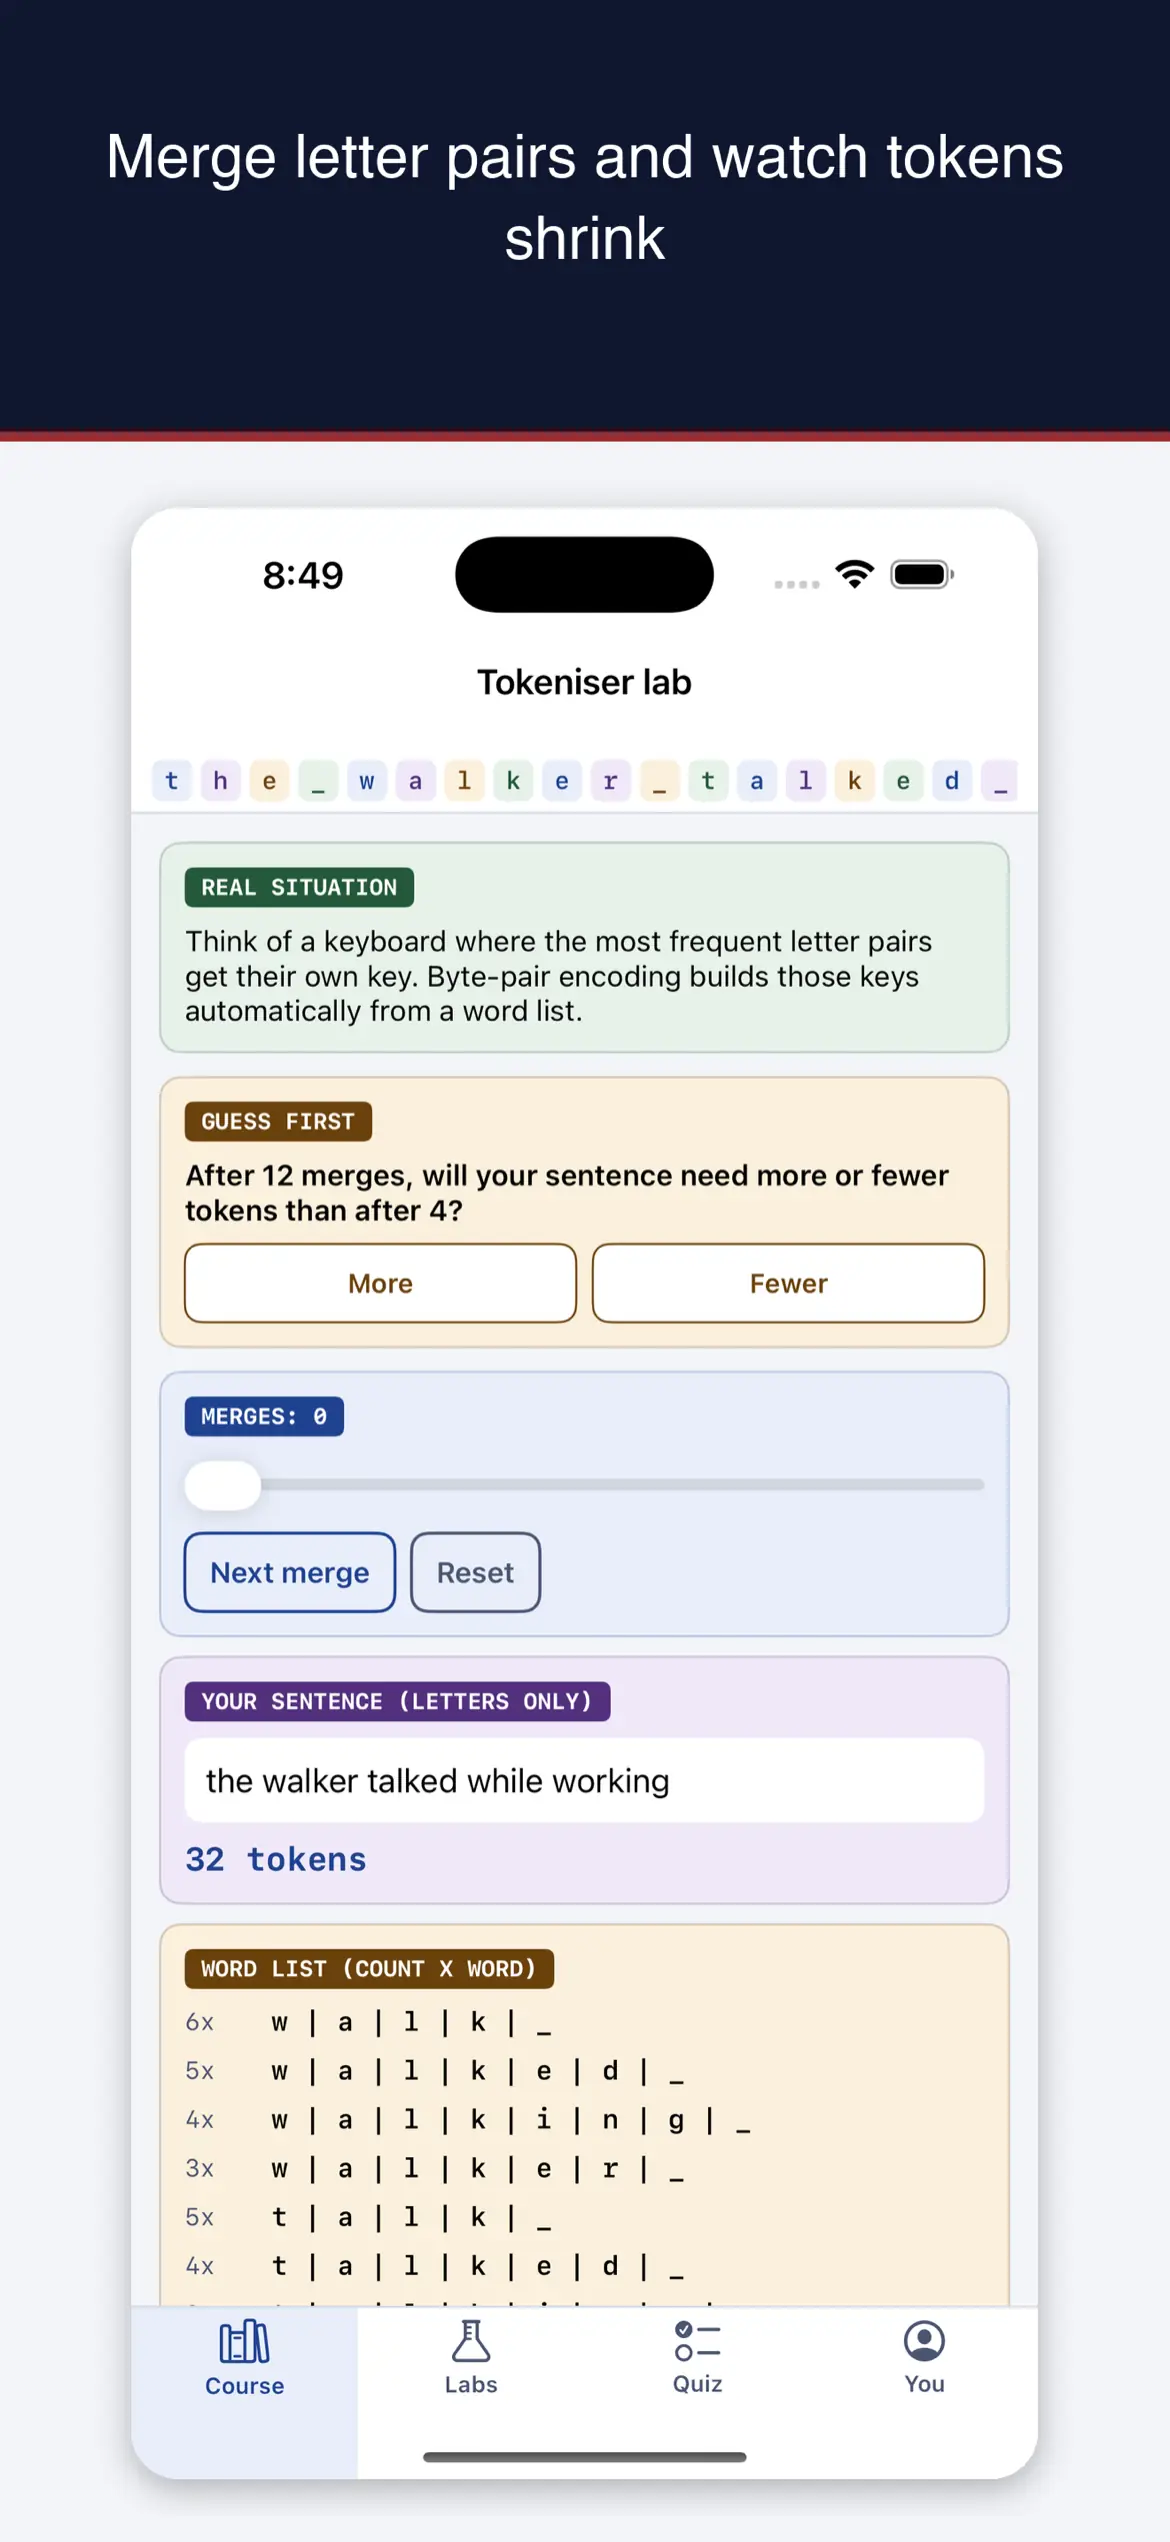 Merge letter pairs and watch tokens
shrink
8:49
Tokeniser lab
t h e _ w a l k e r _ t a l k e d _
REAL SITUATION
Think of a keyboard where the most frequent letter pairs
get their own key. Byte-pair encoding builds those keys
automatically from a word list.
GUESS FIRST
After 12 merges, will your sentence need more or fewer
tokens than after 4?
More Fewer
MERGES: 0
Next merge Reset
YOUR SENTENCE (LETTERS ONLY)
the walker talked while working
32 tokens
WORD LIST (COUNT X WORD)
6x w | a | l | k | _
5x w | a | l | k | e | d | _
4x w | a | l | k | i | n | g | _
3x w | a | l | k | e | r | _
5x t | a | l | k | _
4x t | a | l | k | e | d | _
Course Labs Quiz You